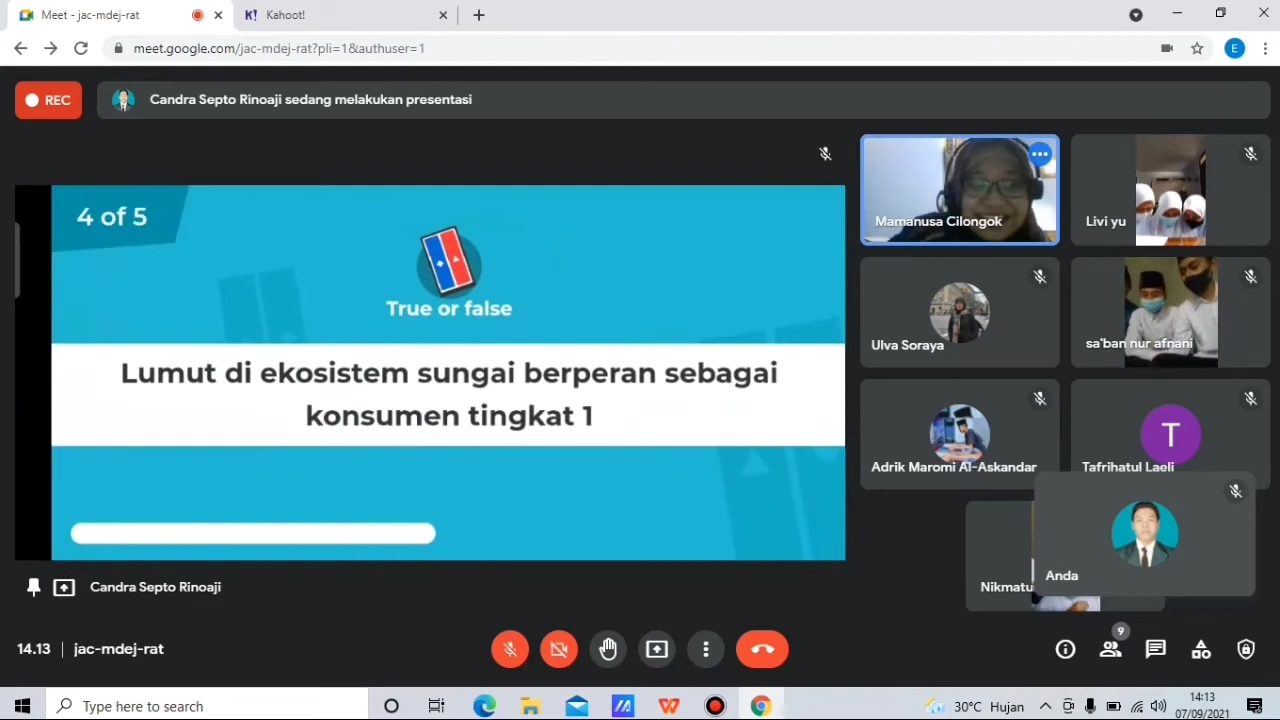 Meet - jac-mdej-rat
K! Kahoot!
meet.google.com/jac-mdej-rat?pli=1&authuser=1
E
REC
Candra Septo Rinoaji sedang melakukan presentasi
4 of 5
True or false
Lumut di ekosistem sungai berperan sebagai
konsumen tingkat 1
Mamanusa Cilongok
Livi yu
Ulva Soraya
sa'ban nur afnani
Adrik Maromi A'l-Askandar
T
Tafrihatul Laeli
Nikmatu
Anda
Candra Septo Rinoaji
14.13 | jac-mdej-rat
9
Type here to search
30°C Hujan
14:13
07/09/2021